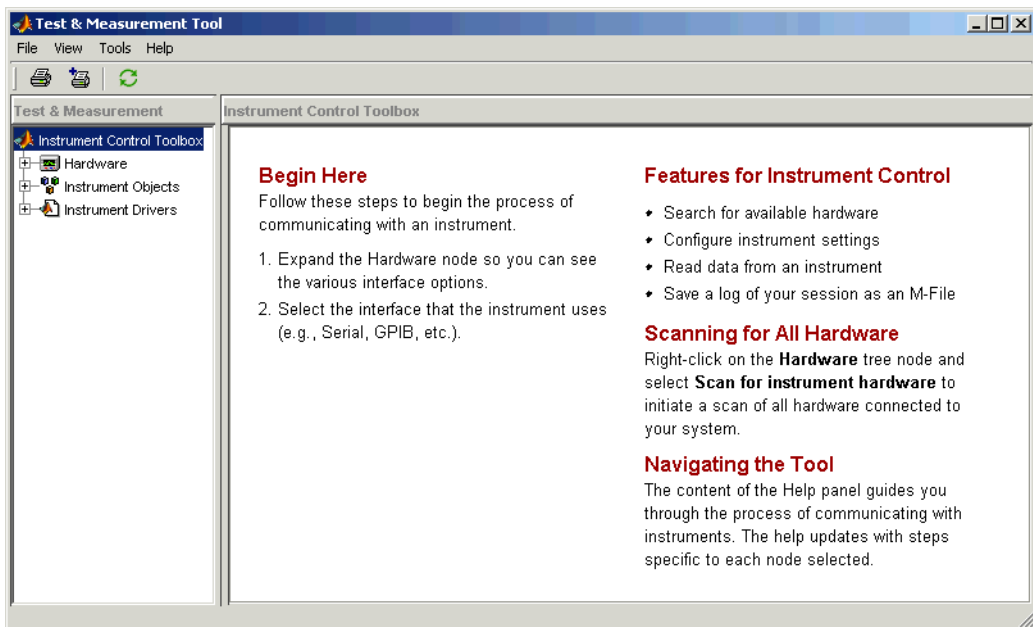 Test & Measurement Tool
File View Tools Help
Test & Measurement
Instrument Control Toolbox
Hardware
Instrument Objects
Instrument Drivers
Instrument Control Toolbox
Begin Here
Follow these steps to begin the process of
communicating with an instrument.
1. Expand the Hardware node so you can see
the various interface options.
2. Select the interface that the instrument uses
(e.g., Serial, GPIB, etc.).
Features for Instrument Control
• Search for available hardware
• Configure instrument settings
• Read data from an instrument
• Save a log of your session as an M-File
Scanning for All Hardware
Right-click on the Hardware tree node and
select Scan for instrument hardware to
initiate a scan of all hardware connected to
your system.
Navigating the Tool
The content of the Help panel guides you
through the process of communicating with
instruments. The help updates with steps
specific to each node selected.